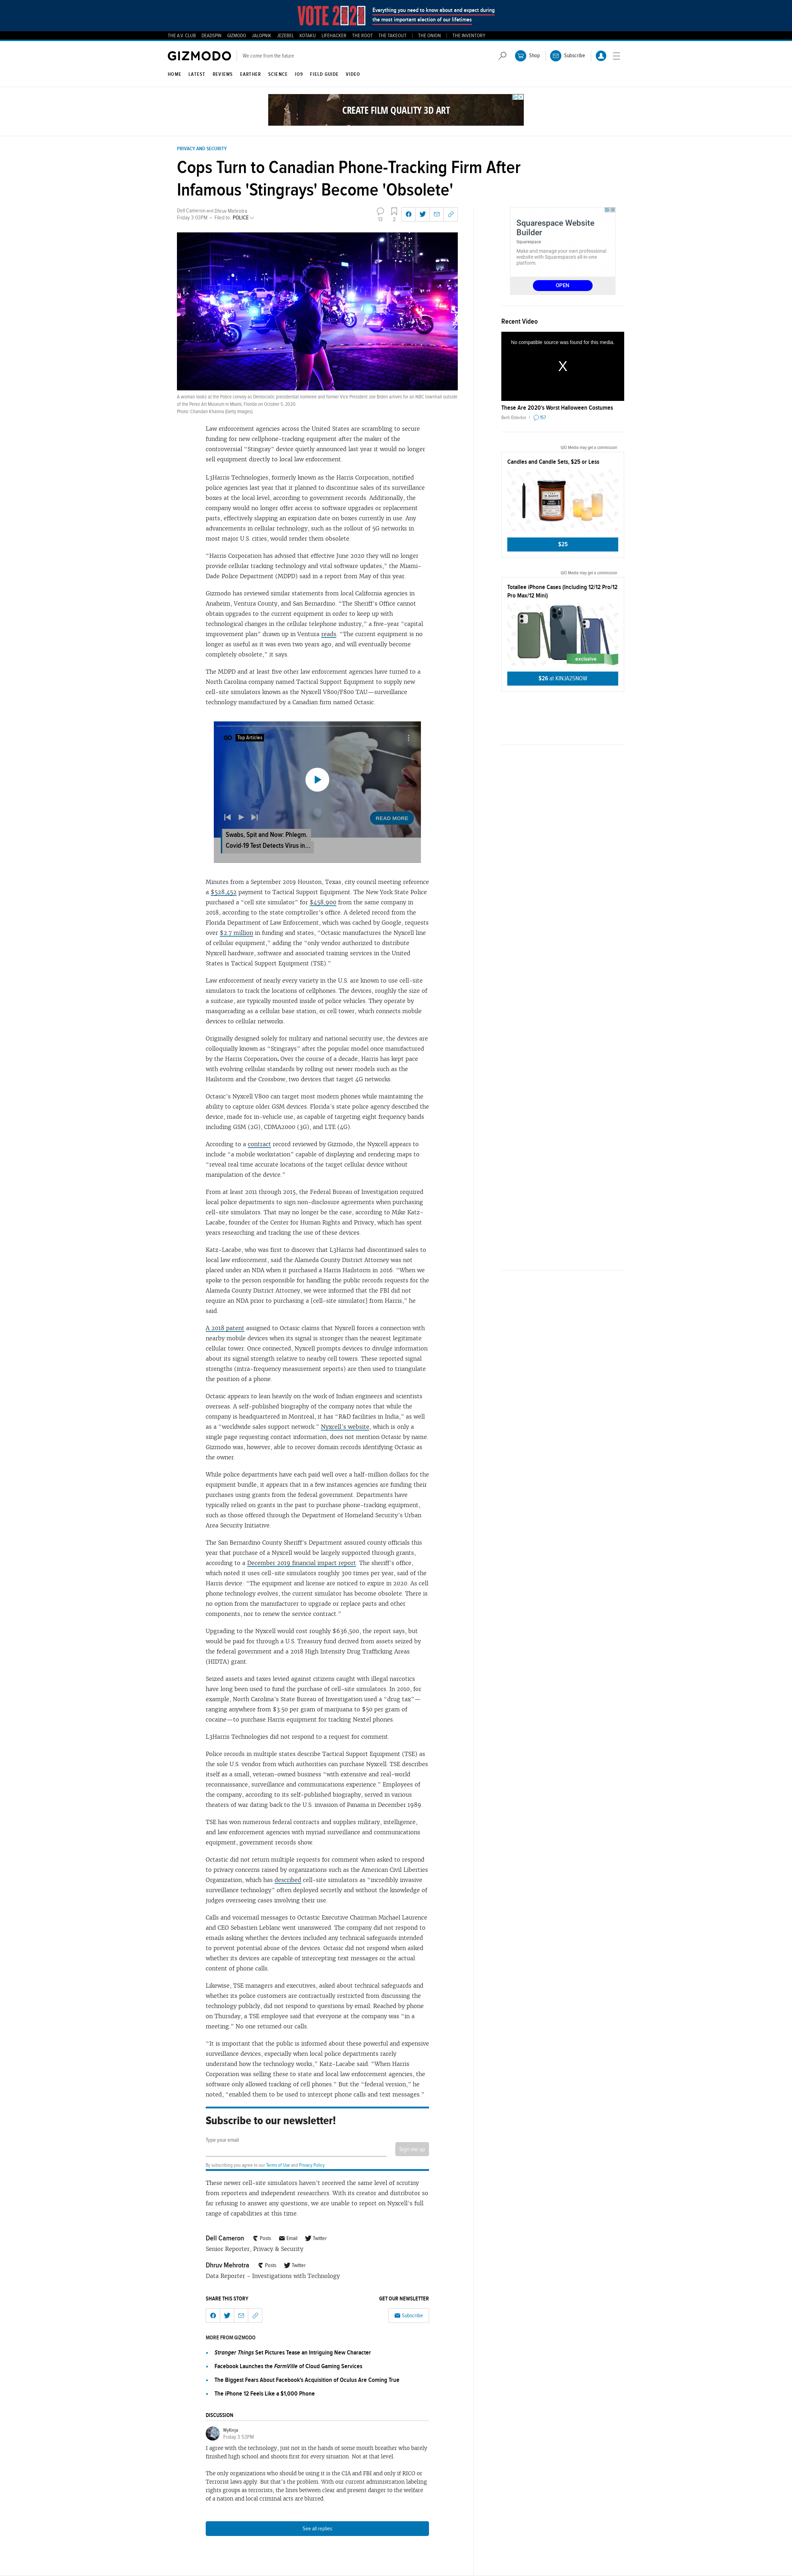 VOTE 2020
Everything you need to know about and expect during
the most important election of our lifetimes
THE A.V. CLUB DEADSPIN GIZMODO JALOPNIK JEZEBEL KOTAKU LIFEHACKER THE ROOT THE TAKEOUT | THE ONION | THE INVENTORY
GIZMODO We come from the future Shop Subscribe
HOME LATEST REVIEWS EARTHER SCIENCE IO9 FIELD GUIDE VIDEO
CREATE FILM QUALITY 3D ART
PRIVACY AND SECURITY
Cops Turn to Canadian Phone-Tracking Firm After
Infamous 'Stingrays' Become 'Obsolete'
Dell Cameron and Dhruv Mehrotra
Friday 3:03PM • Filed to: POLICE
13 2
A woman looks at the Police convoy as Democratic presidential nominee and former Vice President Joe Biden arrives for an NBC townhall outside
of the Perez Art Museum in Miami, Florida on October 5, 2020.
Photo: Chandan Khanna (Getty Images)
Law enforcement agencies across the United States are scrambling to secure
funding for new cellphone-tracking equipment after the maker of the
controversial “Stingray” device quietly announced last year it would no longer
sell equipment directly to local law enforcement.
L3Harris Technologies, formerly known as the Harris Corporation, notified
police agencies last year that it planned to discontinue sales of its surveillance
boxes at the local level, according to government records. Additionally, the
company would no longer offer access to software upgrades or replacement
parts, effectively slapping an expiration date on boxes currently in use. Any
advancements in cellular technology, such as the rollout of 5G networks in
most major U.S. cities, would render them obsolete.
“Harris Corporation has advised that effective June 2020 they will no longer
provide cellular tracking technology and vital software updates,” the Miami-
Dade Police Department (MDPD) said in a report from May of this year.
Gizmodo has reviewed similar statements from local California agencies in
Anaheim, Ventura County, and San Bernardino. “The Sheriff’s Office cannot
obtain upgrades to the current equipment in order to keep up with
technological changes in the cellular telephone industry,” a five-year “capital
improvement plan” drawn up in Ventura reads. “The current equipment is no
longer as useful as it was even two years ago, and will eventually become
completely obsolete,” it says.
The MDPD and at least five other law enforcement agencies have turned to a
North Carolina company named Tactical Support Equipment to supply new
cell-site simulators known as the Nyxcell V800/F800 TAU—surveillance
technology manufactured by a Canadian firm named Octasic.
Top Articles
READ MORE
Swabs, Spit and Now: Phlegm.
Covid-19 Test Detects Virus in...
Minutes from a September 2019 Houston, Texas, city council meeting reference
a $528,452 payment to Tactical Support Equipment. The New York State Police
purchased a “cell site simulator” for $458,900 from the same company in
2018, according to the state comptroller’s office. A deleted record from the
Florida Department of Law Enforcement, which was cached by Google, requests
over $2.7 million in funding and states, “Octasic manufactures the Nyxcell line
of cellular equipment,” adding the “only vendor authorized to distribute
Nyxcell hardware, software and associated training services in the United
States is Tactical Support Equipment (TSE).”
Law enforcement of nearly every variety in the U.S. are known to use cell-site
simulators to track the locations of cellphones. The devices, roughly the size of
a suitcase, are typically mounted inside of police vehicles. They operate by
masquerading as a cellular base station, or cell tower, which connects mobile
devices to cellular networks.
Originally designed solely for military and national security use, the devices are
colloquially known as “Stingrays” after the popular model once manufactured
by the Harris Corporation. Over the course of a decade, Harris has kept pace
with evolving cellular standards by rolling out newer models such as the
Hailstorm and the Crossbow, two devices that target 4G networks.
Octasic’s Nyxcell V800 can target most modern phones while maintaining the
ability to capture older GSM devices. Florida’s state police agency described the
device, made for in-vehicle use, as capable of targeting eight frequency bands
including GSM (2G), CDMA2000 (3G), and LTE (4G).
According to a contract record reviewed by Gizmodo, the Nyxcell appears to
include “a mobile workstation” capable of displaying and rendering maps to
“reveal real time accurate locations of the target cellular device without
manipulation of the device.”
From at least 2011 through 2015, the Federal Bureau of Investigation required
local police departments to sign non-disclosure agreements when purchasing
cell-site simulators. That may no longer be the case, according to Mike Katz-
Lacabe, founder of the Center for Human Rights and Privacy, which has spent
years researching and tracking the use of these devices.
Katz-Lacabe, who was first to discover that L3Harris had discontinued sales to
local law enforcement, said the Alameda County District Attorney was not
placed under an NDA when it purchased a Harris Hailstorm in 2016. “When we
spoke to the person responsible for handling the public records requests for the
Alameda County District Attorney, we were informed that the FBI did not
require an NDA prior to purchasing a [cell-site simulator] from Harris,” he
said.
A 2018 patent assigned to Octasic claims that Nyxcell forces a connection with
nearby mobile devices when its signal is stronger than the nearest legitimate
cellular tower. Once connected, Nyxcell prompts devices to divulge information
about its signal strength relative to nearby cell towers. These reported signal
strengths (intra-frequency measurement reports) are then used to triangulate
the position of a phone.
Octasic appears to lean heavily on the work of Indian engineers and scientists
overseas. A self-published biography of the company notes that while the
company is headquartered in Montreal, it has “R&D facilities in India,” as well
as a “worldwide sales support network.” Nyxcell’s website, which is only a
single page requesting contact information, does not mention Octasic by name.
Gizmodo was, however, able to recover domain records identifying Octasic as
the owner.
While police departments have each paid well over a half-million dollars for the
equipment bundle, it appears that in a few instances agencies are funding their
purchases using grants from the federal government. Departments have
typically relied on grants in the past to purchase phone-tracking equipment,
such as those offered through the Department of Homeland Security’s Urban
Area Security Initiative.
The San Bernardino County Sheriff’s Department assured county officials this
year that purchase of a Nyxcell would be largely supported through grants,
according to a December 2019 financial impact report. The sheriff’s office,
which noted it uses cell-site simulators roughly 300 times per year, said of the
Harris device: “The equipment and license are noticed to expire in 2020. As cell
phone technology evolves, the current simulator has become obsolete. There is
no option from the manufacturer to upgrade or replace parts and other
components, nor to renew the service contract.”
Upgrading to the Nyxcell would cost roughly $636,500, the report says, but
would be paid for through a U.S. Treasury fund derived from assets seized by
the federal government and a 2018 High Intensity Drug Trafficking Areas
(HIDTA) grant.
Seized assets and taxes levied against citizens caught with illegal narcotics
have long been used to fund the purchase of cell-site simulators. In 2010, for
example, North Carolina’s State Bureau of Investigation used a “drug tax”—
ranging anywhere from $3.50 per gram of marijuana to $50 per gram of
cocaine—to purchase Harris equipment for tracking Nextel phones.
L3Harris Technologies did not respond to a request for comment.
Police records in multiple states describe Tactical Support Equipment (TSE) as
the sole U.S. vendor from which authorities can purchase Nyxcell. TSE describes
itself as a small, veteran-owned business “with extensive and real-world
reconnaissance, surveillance and communications experience.” Employees of
the company, according to its self-published biography, served in various
theaters of war dating back to the U.S. invasion of Panama in December 1989.
TSE has won numerous federal contracts and supplies military, intelligence,
and law enforcement agencies with myriad surveillance and communications
equipment, government records show.
Octastic did not return multiple requests for comment when asked to respond
to privacy concerns raised by organizations such as the American Civil Liberties
Organization, which has described cell-site simulators as “incredibly invasive
surveillance technology” often deployed secretly and without the knowledge of
judges overseeing cases involving their use.
Calls and voicemail messages to Octastic Executive Chairman Michael Laurence
and CEO Sebastien Leblanc went unanswered. The company did not respond to
emails asking whether the devices included any technical safeguards intended
to prevent potential abuse of the devices. Octasic did not respond when asked
whether its devices are capable of intercepting text messages or the actual
content of phone calls.
Likewise, TSE managers and executives, asked about technical safeguards and
whether its police customers are contractually restricted from discussing the
technology publicly, did not respond to questions by email. Reached by phone
on Thursday, a TSE employee said that everyone at the company was “in a
meeting.” No one returned our calls.
“It is important that the public is informed about these powerful and expensive
surveillance devices, especially when local police departments rarely
understand how the technology works,” Katz-Lacabe said. “When Harris
Corporation was selling these to state and local law enforcement agencies, the
software only allowed tracking of cell phones.” But the “federal version,” he
noted, “enabled them to be used to intercept phone calls and text messages.”
Subscribe to our newsletter!
Type your email
Sign me up
By subscribing you agree to our Terms of Use and Privacy Policy.
These newer cell-site simulators haven’t received the same level of scrutiny
from reporters and independent researchers. With its creator and distributor so
far refusing to answer any questions, we are unable to report on Nyxcell’s full
range of capabilities at this time.
Dell Cameron Posts Email Twitter
Senior Reporter, Privacy & Security
Dhruv Mehrotra Posts Twitter
Data Reporter - Investigations with Technology
SHARE THIS STORY GET OUR NEWSLETTER
Subscribe
MORE FROM GIZMODO
Stranger Things Set Pictures Tease an Intriguing New Character
Facebook Launches the FarmVille of Cloud Gaming Services
The Biggest Fears About Facebook's Acquisition of Oculus Are Coming True
The iPhone 12 Feels Like a $1,000 Phone
DISCUSSION
MyKinja
Friday 3:53PM
I agree with the technology, just not in the hands of some mouth breather who barely
finished high school and shoots first for every situation. Not at that level.
The only organizations who should be using it is the CIA and FBI and only if RICO or
Terrorist laws apply. But that’s the problem. With our current administration labeling
rights groups as terrorists, the lines between clear and present danger to the welfare
of a nation and local criminal acts are blurred.
See all replies
Squarespace Website
Builder
Squarespace
Make and manage your own professional
website with Squarespace's all-in-one
platform.
OPEN
Recent Video
No compatible source was found for this media.
X
These Are 2020's Worst Halloween Costumes
Beth Elderkin | 157
G/O Media may get a commission
Candles and Candle Sets, $25 or Less
$25
G/O Media may get a commission
Totallee iPhone Cases (Including 12/12 Pro/12
Pro Max/12 Mini)
exclusive
$26 at KINJA25NOW